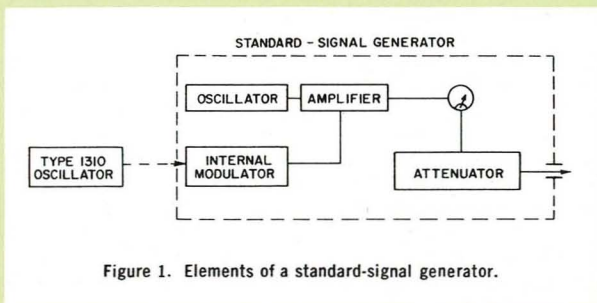 STANDARD - SIGNAL GENERATOR
OSCILLATOR
AMPLIFIER
TYPE 1310
OSCILLATOR
INTERNAL
MODULATOR
ATTENUATOR
Figure 1. Elements of a standard-signal generator.